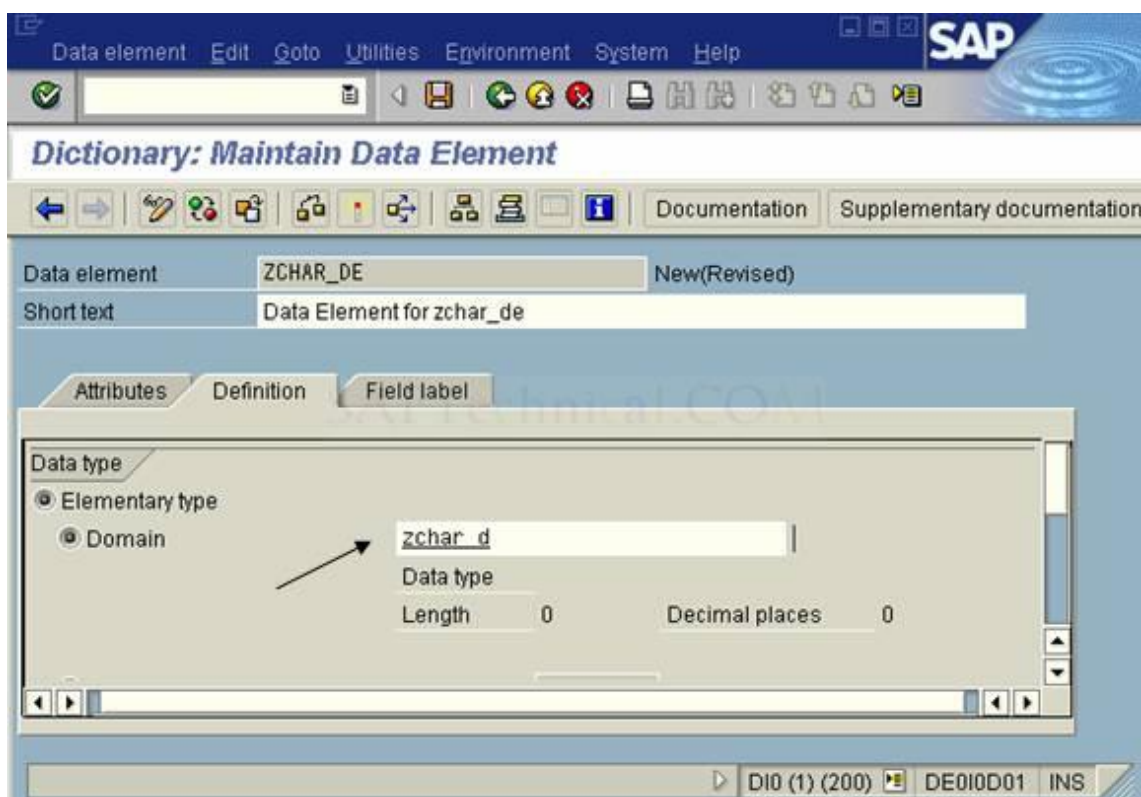 Data element Edit Goto Utilities Environment System Help
SAP
Dictionary: Maintain Data Element
Documentation Supplementary documentation
Data element ZCHAR_DE New(Revised)
Short text Data Element for zchar_de
Attributes Definition Field label
SAPTechnical.COM
Data type
Elementary type
Domain zchar_d
Data type
Length 0 Decimal places 0
DI0 (1) (200) DE0I0D01 INS